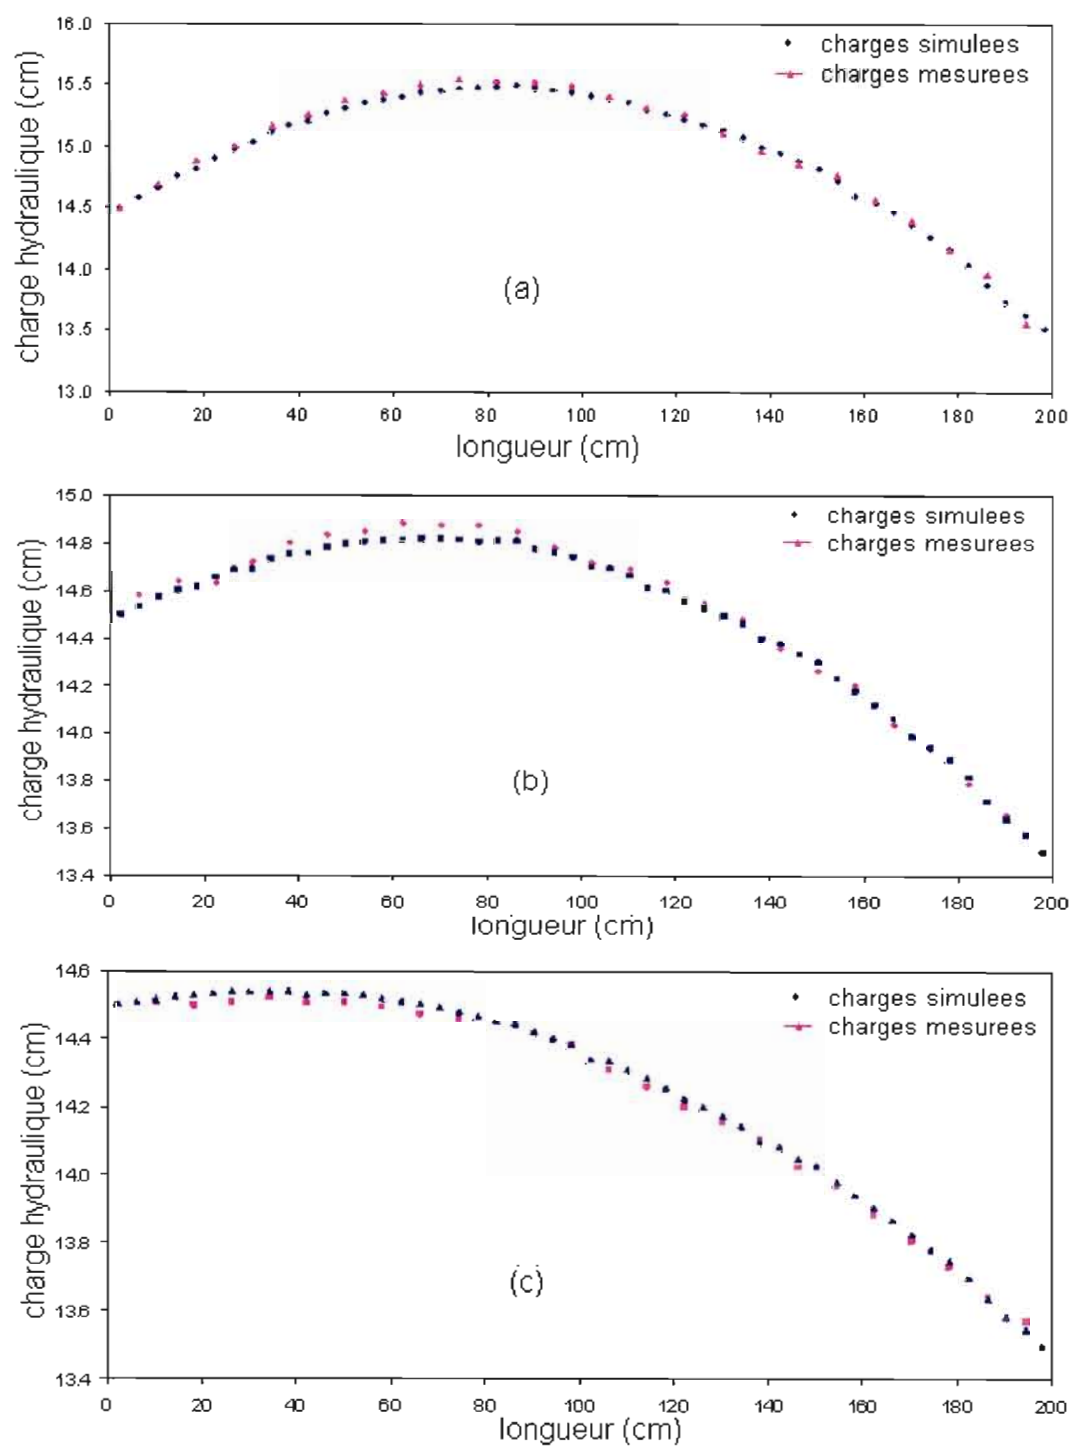 16.0
charges simulees
charges mesurees
15.5
15.0
14.5
14.0
13.5
13.0
charge hydraulique (cm)
(a)
0 20 40 60 80 100 120 140 160 180 200
longueur (cm)
15.0
charges simulees
charges mesurees
14.8
14.6
14.4
14.2
14.0
13.8
13.6
13.4
charge hydraulique (cm)
(b)
0 20 40 60 80 100 120 140 160 180 200
longueur (cm)
14.6
charges simulees
charges mesurees
14.4
14.2
14.0
13.8
13.6
13.4
charge hydraulique (cm)
(c)
0 20 40 60 80 100 120 140 160 180 200
longueur (cm)